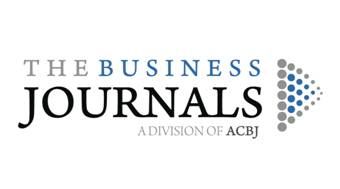 THE BUSINESS
JOURNALS
A DIVISION OF ACBJ